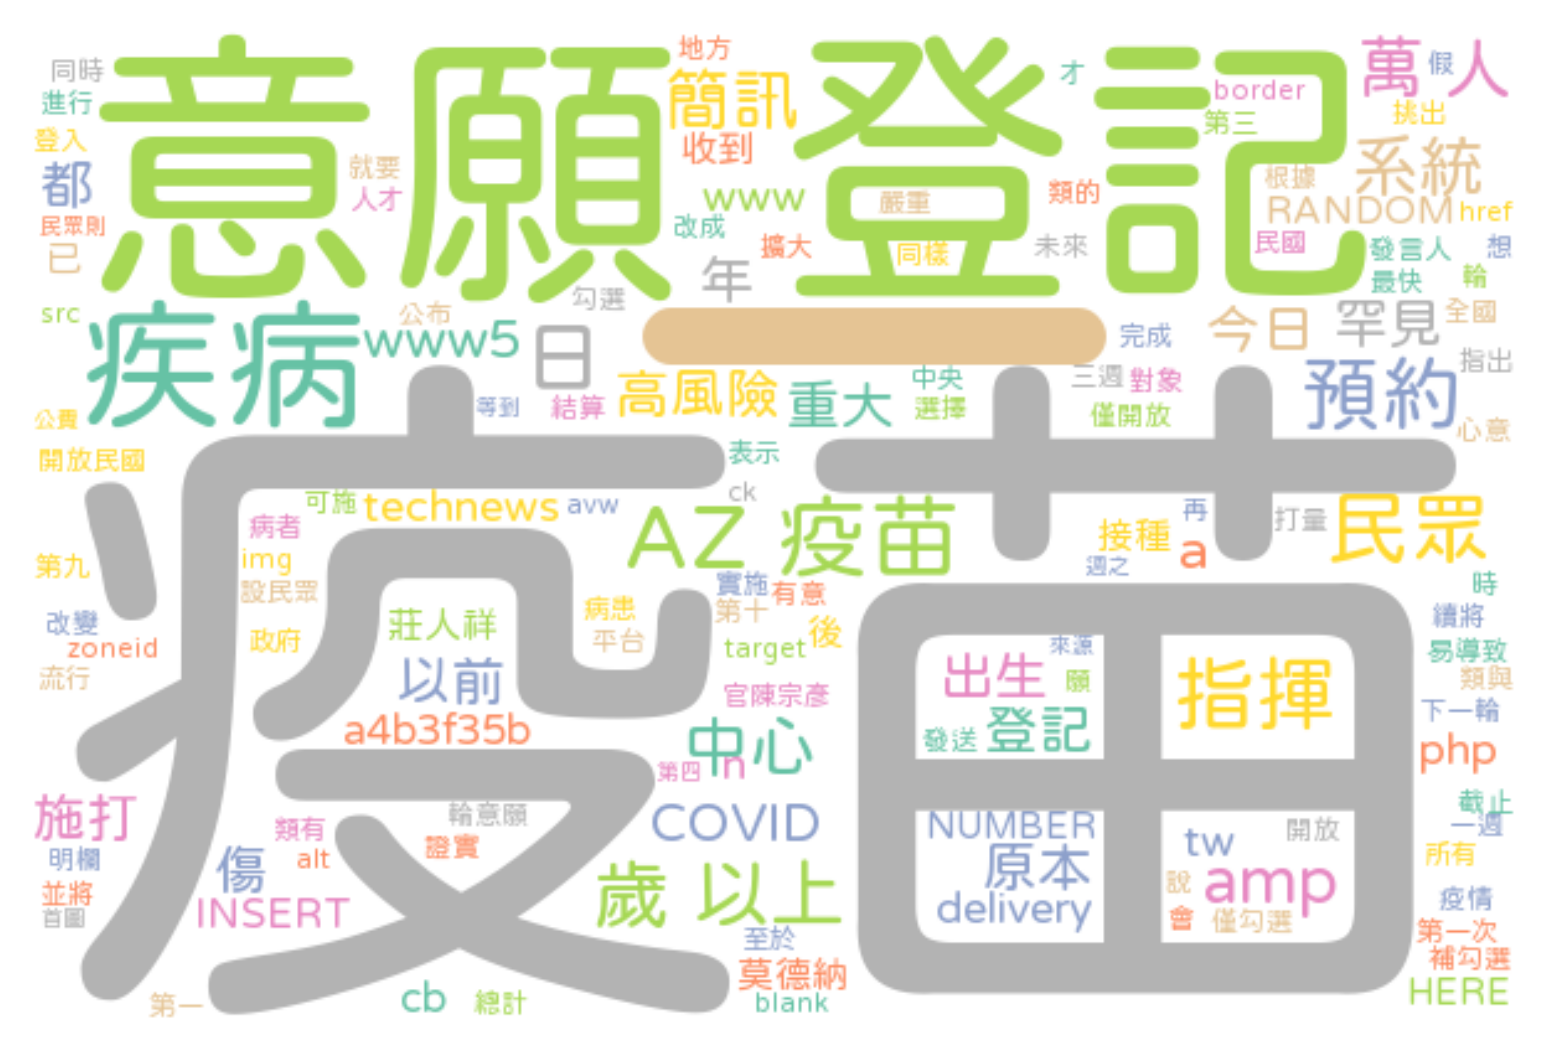 意願登記
同時
進行
登入
都
民眾則
已
就要
人才
地方
簡訊
收到
www
改成
擴大
年
勾選
嚴重
同樣
未來
類的
才
border
第三
萬人
假
挑出
系統
根據
RANDOM
href
民國
發言人
最快
想
輪
src
疾病
公布
www5
日
一
完成
今日
罕見
全國
指出
預約
心意
公費
開放民國
等到
結算
高風險
重大
中央
選擇
三週
對象
僅開放
疫苗
表示
ck
可施
technews
avw
病者
img
設民眾
政府
第九
改變
zoneid
流行
AZ 疫苗
接種
再
a
週之
打量
民眾
時
續將
易導致
類與
下一輪
php
截止
一週
所有
疫情
第一次
補勾選
HERE
莊人祥
以前
a4b3f35b
病患
平台
實施
有意
第十
後
target
官陳宗彥
中心
第四
n
COVID
歲 以上
至於
莫德納
blank
出生
來源
願
發送
登記
指揮
NUMBER
原本
delivery
tw
開放
說
amp
會
僅勾選
施打
明欄
並將
首圖
類有
alt
傷
INSERT
輪意願
證實
第一
cb
總計